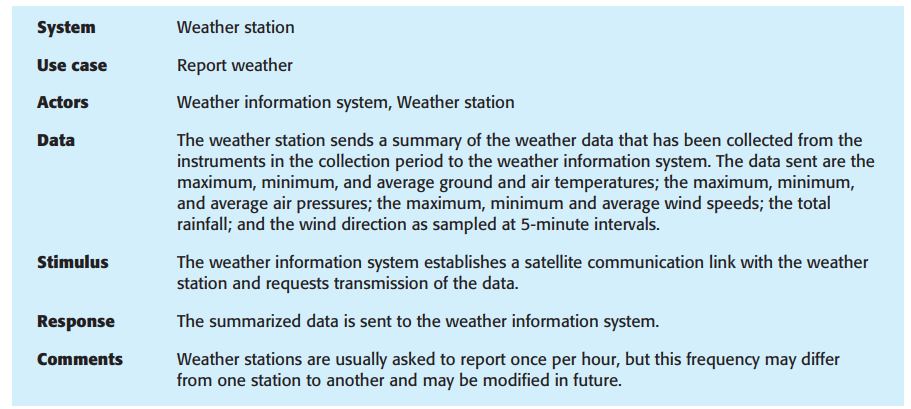 System Weather station
Use case Report weather
Actors Weather information system, Weather station
Data The weather station sends a summary of the weather data that has been collected from the
instruments in the collection period to the weather information system. The data sent are the
maximum, minimum, and average ground and air temperatures; the maximum, minimum,
and average air pressures; the maximum, minimum and average wind speeds; the total
rainfall; and the wind direction as sampled at 5-minute intervals.
Stimulus The weather information system establishes a satellite communication link with the weather
station and requests transmission of the data.
Response The summarized data is sent to the weather information system.
Comments Weather stations are usually asked to report once per hour, but this frequency may differ
from one station to another and may be modified in future.